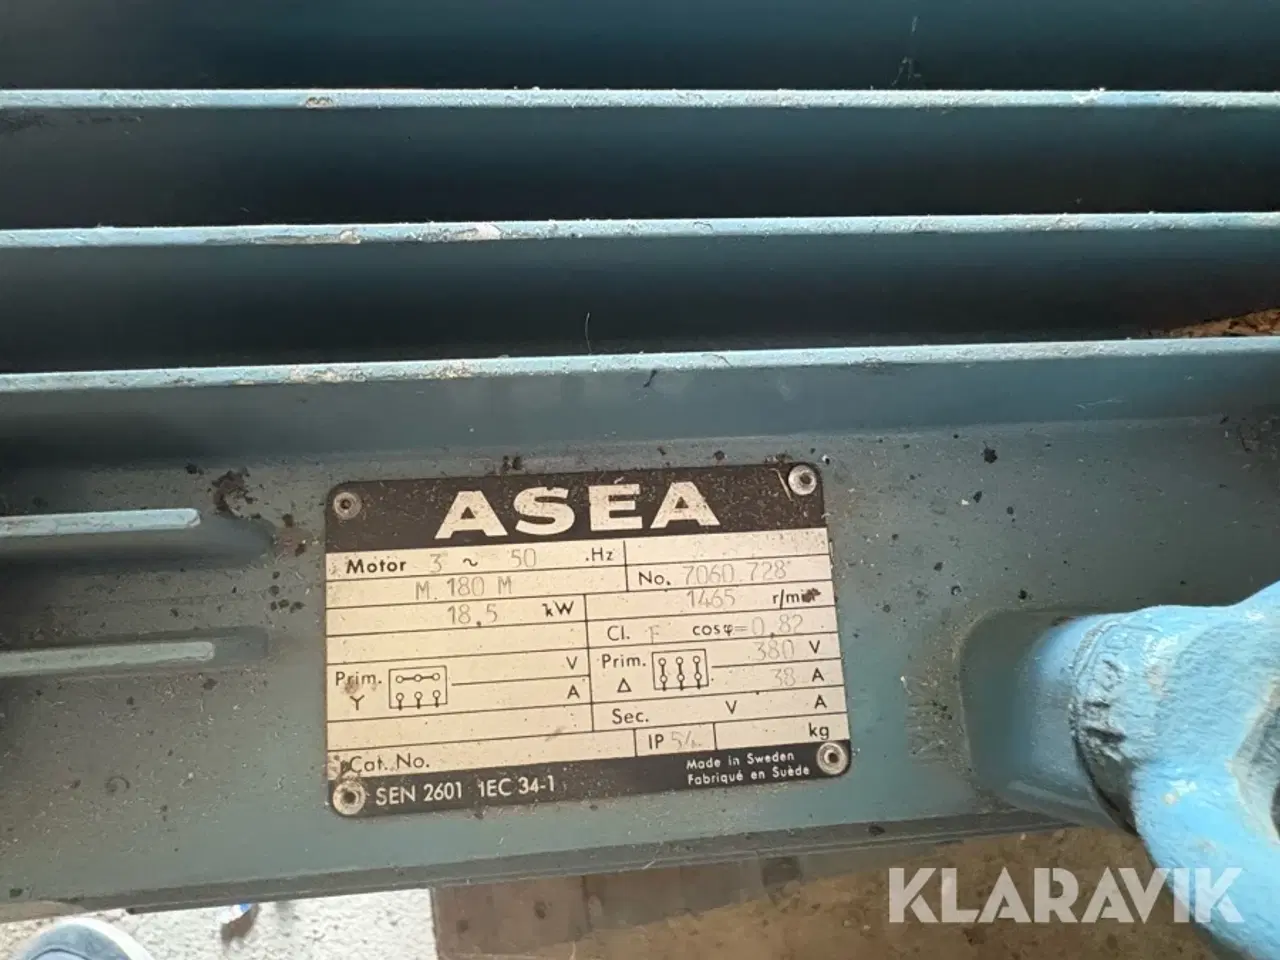 ASEA
Motor 3 ~ 50 .Hz
M 180 M No. 7060 728
18,5 kW 1465 r/min
Cl. F cosφ=0,82
Prim. V Prim. 380 V
Y A Δ 38 A
Sec. V A
Cat. No. IP 54 kg
SEN 2601 IEC 34-1 Made in Sweden
Fabriqué en Suède
KLARAVIK